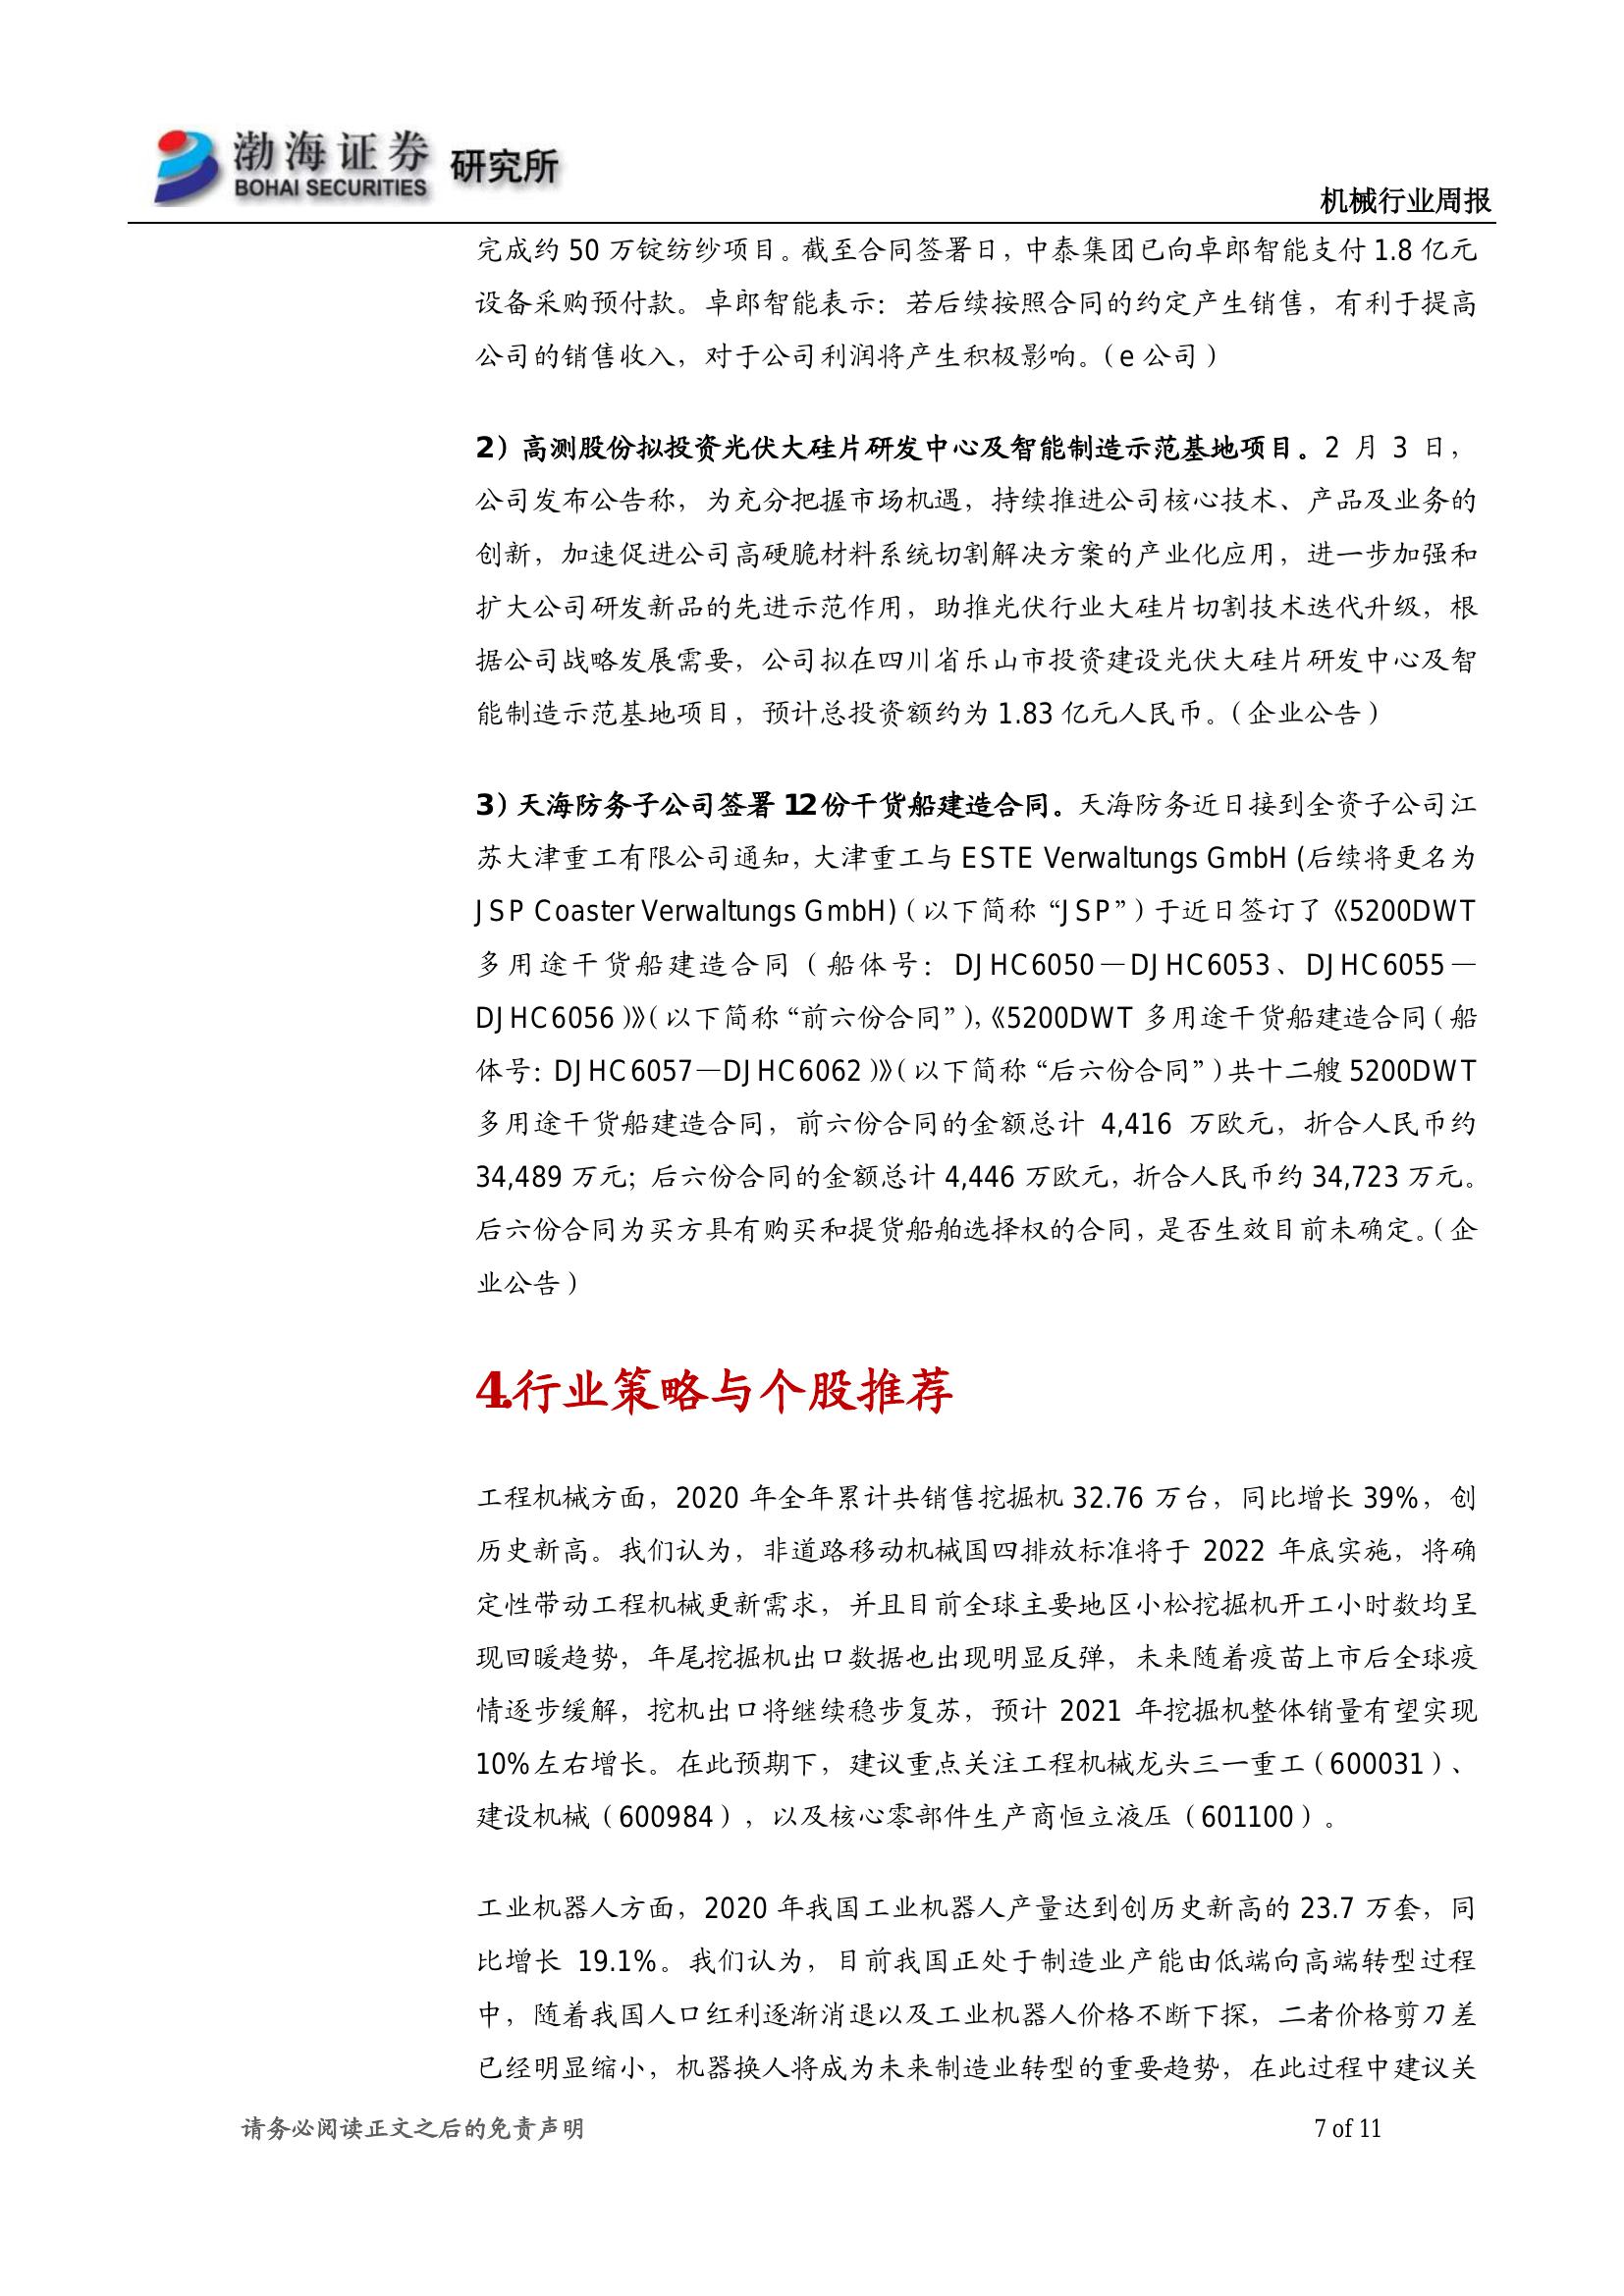 渤海证券 研究所
BOHAI SECURITIES
机械行业周报
完成约 50 万锭纺纱项目。截至合同签署日，中泰集团已向卓郎智能支付 1.8 亿元
设备采购预付款。卓郎智能表示：若后续按照合同的约定产生销售，有利于提高
公司的销售收入，对于公司利润将产生积极影响。（e 公司）
2）高测股份拟投资光伏大硅片研发中心及智能制造示范基地项目。2 月 3 日，
公司发布公告称，为充分把握市场机遇，持续推进公司核心技术、产品及业务的
创新，加速促进公司高硬脆材料系统切割解决方案的产业化应用，进一步加强和
扩大公司研发新品的先进示范作用，助推光伏行业大硅片切割技术迭代升级，根
据公司战略发展需要，公司拟在四川省乐山市投资建设光伏大硅片研发中心及智
能制造示范基地项目，预计总投资额约为 1.83 亿元人民币。（企业公告）
3）天海防务子公司签署 12 份干货船建造合同。天海防务近日接到全资子公司江
苏大津重工有限公司通知，大津重工与 ESTE Verwaltungs GmbH (后续将更名为
JSP Coaster Verwaltungs GmbH)（以下简称“JSP”）于近日签订了《5200DWT
多用途干货船建造合同（船体号：DJHC6050—DJHC6053、DJHC6055—
DJHC6056）》（以下简称“前六份合同”），《5200DWT 多用途干货船建造合同（船
体号：DJHC6057—DJHC6062）》（以下简称“后六份合同”）共十二艘 5200DWT
多用途干货船建造合同，前六份合同的金额总计 4,416 万欧元，折合人民币约
34,489 万元；后六份合同的金额总计 4,446 万欧元，折合人民币约 34,723 万元。
后六份合同为买方具有购买和提货船舶选择权的合同，是否生效目前未确定。（企
业公告）
4.行业策略与个股推荐
工程机械方面，2020 年全年累计共销售挖掘机 32.76 万台，同比增长 39%，创
历史新高。我们认为，非道路移动机械国四排放标准将于 2022 年底实施，将确
定性带动工程机械更新需求，并且目前全球主要地区小松挖掘机开工小时数均呈
现回暖趋势，年尾挖掘机出口数据也出现明显反弹，未来随着疫苗上市后全球疫
情逐步缓解，挖机出口将继续稳步复苏，预计 2021 年挖掘机整体销量有望实现
10%左右增长。在此预期下，建议重点关注工程机械龙头三一重工（600031）、
建设机械（600984），以及核心零部件生产商恒立液压（601100）。
工业机器人方面，2020 年我国工业机器人产量达到创历史新高的 23.7 万套，同
比增长 19.1%。我们认为，目前我国正处于制造业产能由低端向高端转型过程
中，随着我国人口红利逐渐消退以及工业机器人价格不断下探，二者价格剪刀差
已经明显缩小，机器换人将成为未来制造业转型的重要趋势，在此过程中建议关
请务必阅读正文之后的免责声明
7 of 11